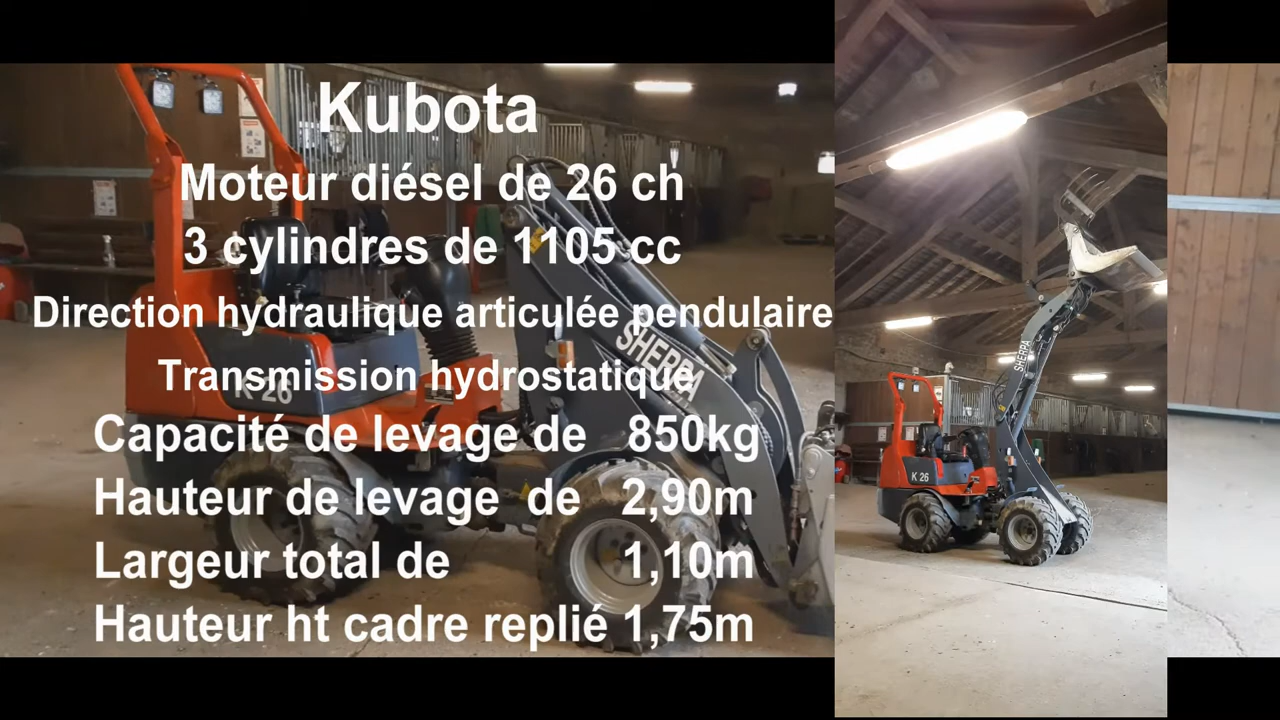 Kubota
Moteur diésel de 26 ch
3 cylindres de 1105 cc
Direction hydraulique articulée pendulaire
Transmission hydrostatique
Capacité de levage de 850kg
Hauteur de levage de 2,90m
Largeur total de 1,10m
Hauteur ht cadre replié 1,75m
SHERPA
K-26
SHERPA
K 26